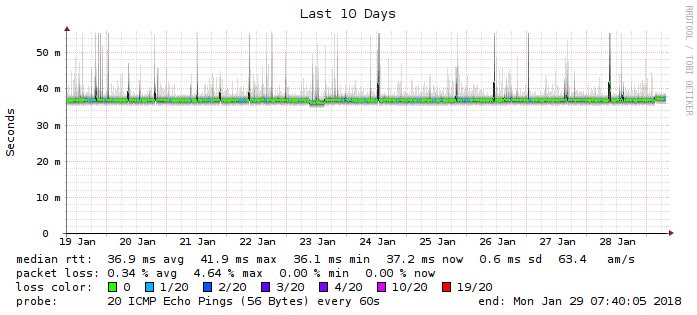 Last 10 Days
RRDTOOL / TOBI OETIKER
Seconds
50 m
40 m
30 m
20 m
10 m
0
19 Jan 20 Jan 21 Jan 22 Jan 23 Jan 24 Jan 25 Jan 26 Jan 27 Jan 28 Jan
median rtt: 36.9 ms avg 41.9 ms max 36.1 ms min 37.2 ms now 0.6 ms sd 63.4 am/s
packet loss: 0.34 % avg 4.64 % max 0.00 % min 0.00 % now
loss color: 0 1/20 2/20 3/20 4/20 10/20 19/20
probe: 20 ICMP Echo Pings (56 Bytes) every 60s end: Mon Jan 29 07:40:05 2018